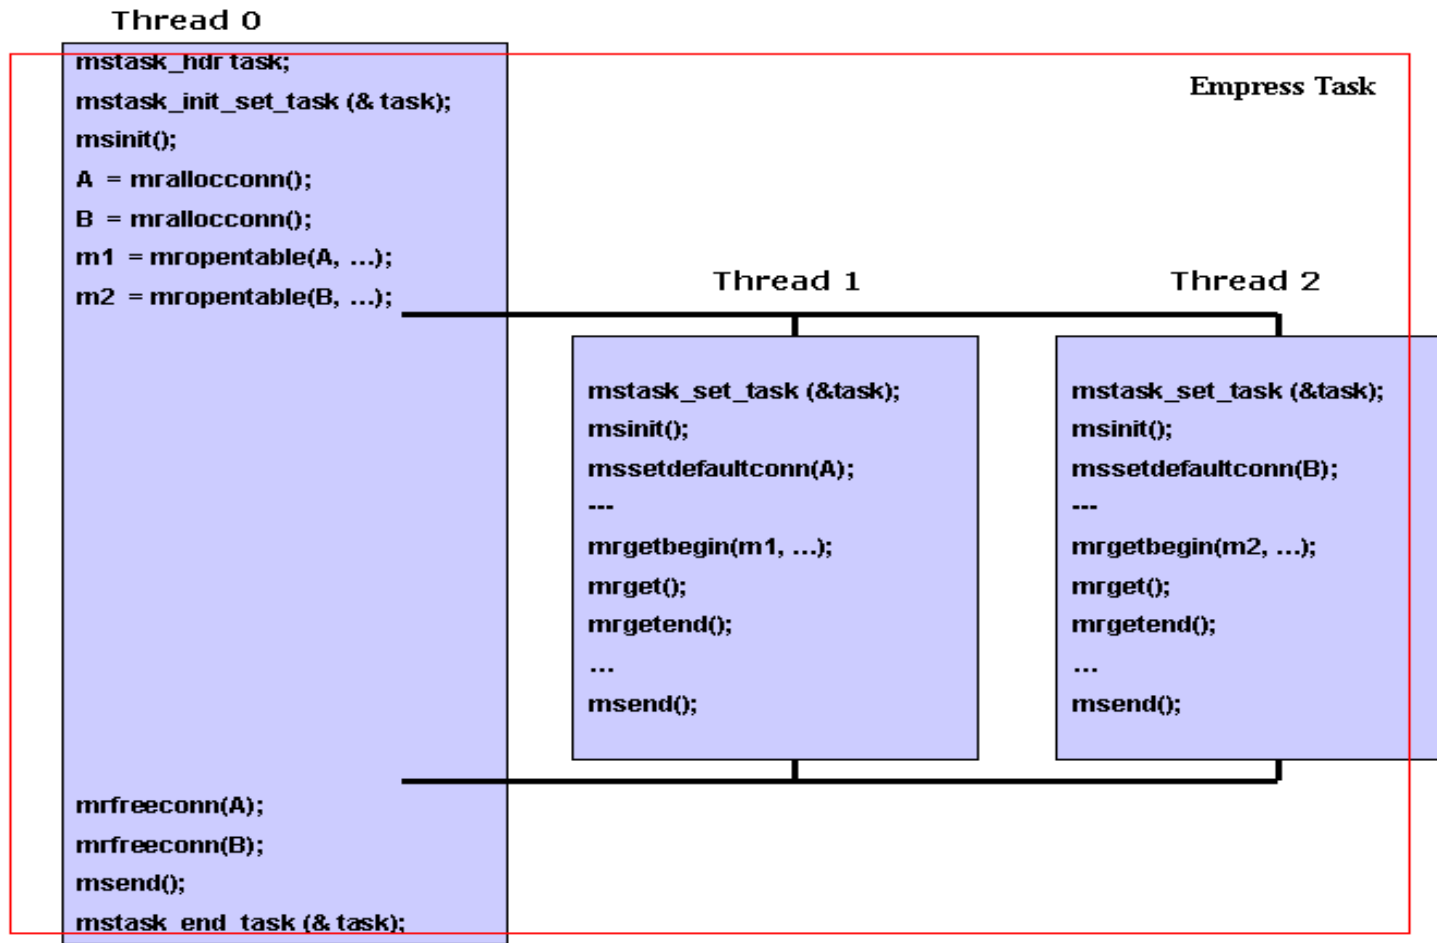 Thread 0
mstask_hdr task;
mstask_init_set_task (& task);
msinit();
A = mrallocconn();
B = mrallocconn();
m1 = mropentable(A, ...);
m2 = mropentable(B, ...);
mrfreeconn(A);
mrfreeconn(B);
msend();
mstask_end_task (& task);
Empress Task
Thread 1
mstask_set_task (&task);
msinit();
mssetdefaultconn(A);
---
mrgetbegin(m1, ...);
mrget();
mrgetend();
...
msend();
Thread 2
mstask_set_task (&task);
msinit();
mssetdefaultconn(B);
---
mrgetbegin(m2, ...);
mrget();
mrgetend();
...
msend();